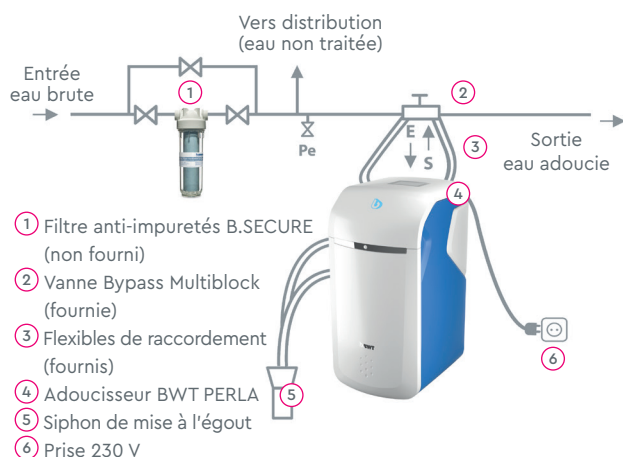 Vers distribution
(eau non traitée)
Entrée
eau brute
1
2
Pe
E
S
3
Sortie
eau adoucie
4
1 Filtre anti-impuretés B.SECURE
(non fourni)
2 Vanne Bypass Multiblock
(fournie)
3 Flexibles de raccordement
(fournis)
4 Adoucisseur BWT PERLA
5 Siphon de mise à l'égout
6 Prise 230 V
BWT
5
6